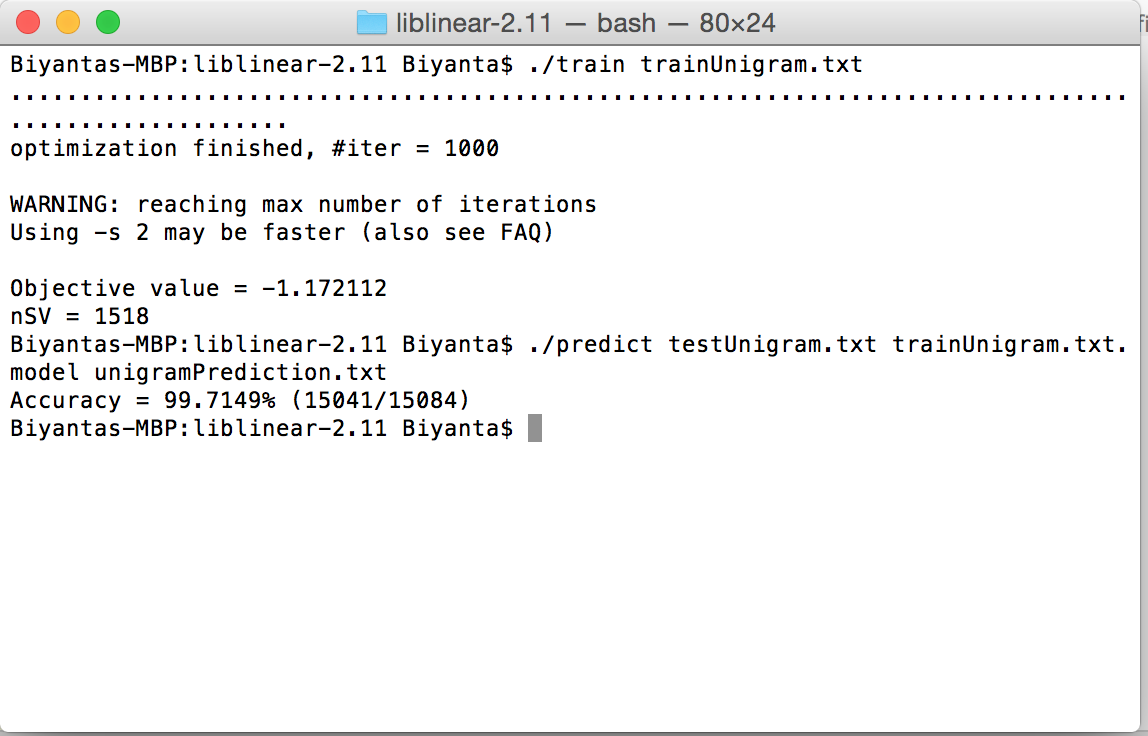 liblinear-2.11 — bash — 80×24
Biyantas-MBP:liblinear-2.11 Biyanta$ ./train trainUnigram.txt
................................................................................
....................
optimization finished, #iter = 1000
WARNING: reaching max number of iterations
Using -s 2 may be faster (also see FAQ)
Objective value = -1.172112
nSV = 1518
Biyantas-MBP:liblinear-2.11 Biyanta$ ./predict testUnigram.txt trainUnigram.txt.
model unigramPrediction.txt
Accuracy = 99.7149% (15041/15084)
Biyantas-MBP:liblinear-2.11 Biyanta$